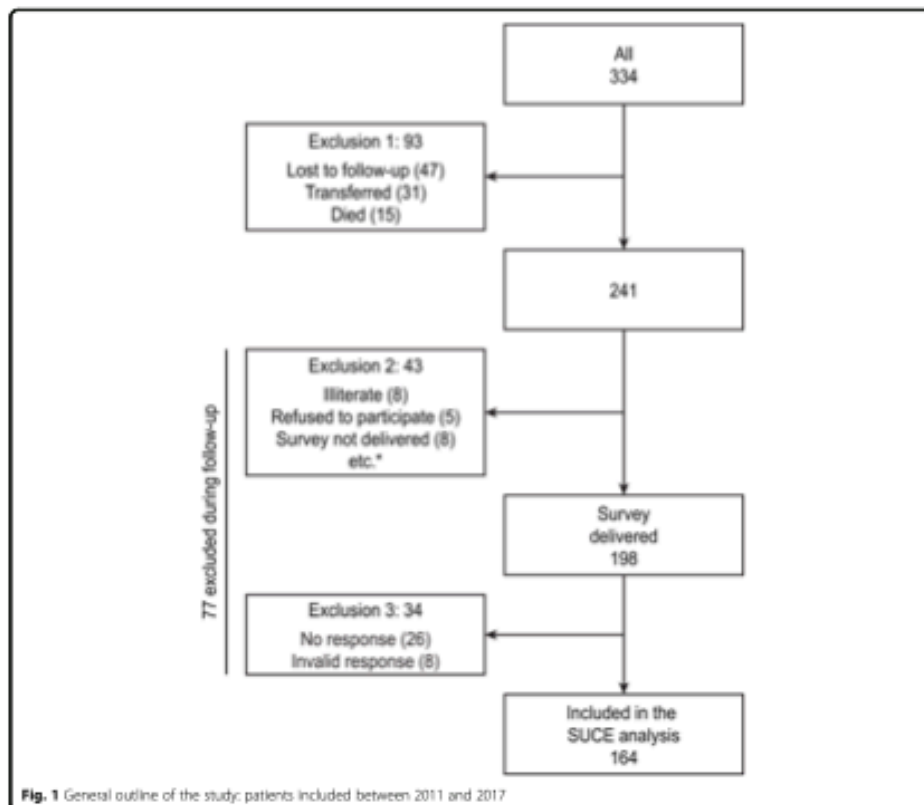 All
334
Exclusion 1: 93
Lost to follow-up (47)
Transferred (31)
Died (15)
241
77 excluded during follow-up
Exclusion 2: 43
Illiterate (8)
Refused to participate (5)
Survey not delivered (8)
etc.*
Survey
delivered
198
Exclusion 3: 34
No response (26)
Invalid response (8)
Included in the
SUCE analysis
164
Fig. 1 General outline of the study: patients included between 2011 and 2017